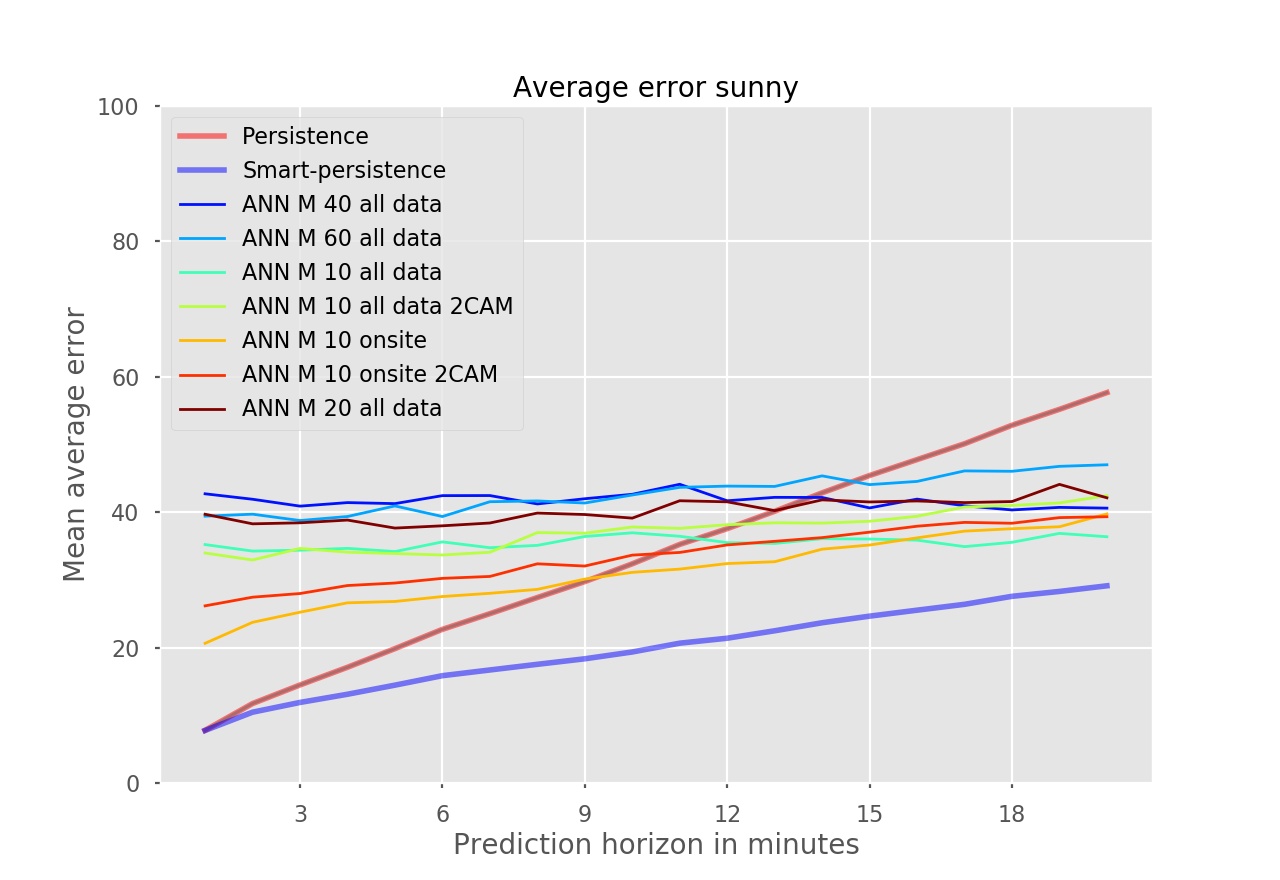 Average error sunny
100
80
60
40
20
0
Mean average error
Persistence
Smart-persistence
ANN M 40 all data
ANN M 60 all data
ANN M 10 all data
ANN M 10 all data 2CAM
ANN M 10 onsite
ANN M 10 onsite 2CAM
ANN M 20 all data
3 6 9 12 15 18
Prediction horizon in minutes